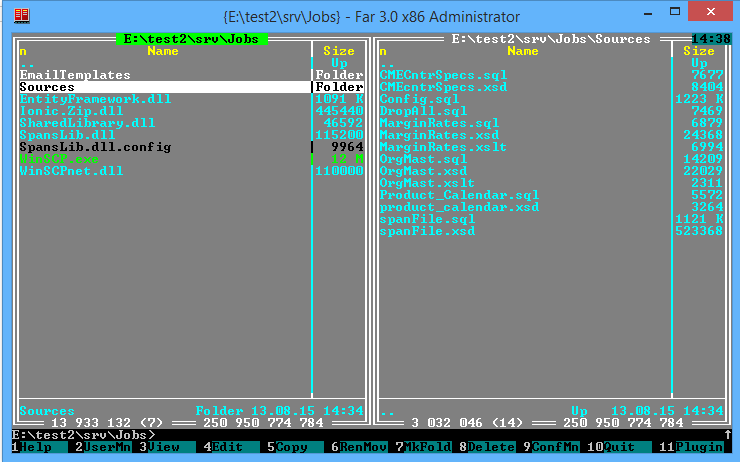 {E:\test2\srv\Jobs} - Far 3.0 x86 Administrator
E:\test2\srv\Jobs
n Name Size
.. Up
EmailTemplates Folder
Sources Folder
EntityFramework.dll 1091 K
Ionic.Zip.dll 445440
SharedLibrary.dll 46592
SpansLib.dll 115200
SpansLib.dll.config 9964
WinSCP.exe 12 M
WinSCPnet.dll 110000
Sources Folder 13.08.15 14:34
13 933 132 (7) 250 950 774 784
E:\test2\srv\Jobs\Sources 14:38
n Name Size
.. Up
CMECntrSpecs.sql 7677
CMECntrSpecs.xsd 8404
Config.sql 1223 K
DropAll.sql 7469
MarginRates.sql 6879
MarginRates.xsd 24368
MarginRates.xslt 6994
OrgMast.sql 14209
OrgMast.xsd 22029
OrgMast.xslt 2311
Product_Calendar.sql 5572
product_calendar.xsd 3264
spanFile.sql 1121 K
spanFile.xsd 523368
.. Up 13.08.15 14:34
3 032 046 (14) 250 950 774 784
E:\test2\srv\Jobs>
1Help 2UserMn 3View 4Edit 5Copy 6RenMov 7MkFold 8Delete 9ConfMn 10Quit 11Plugin